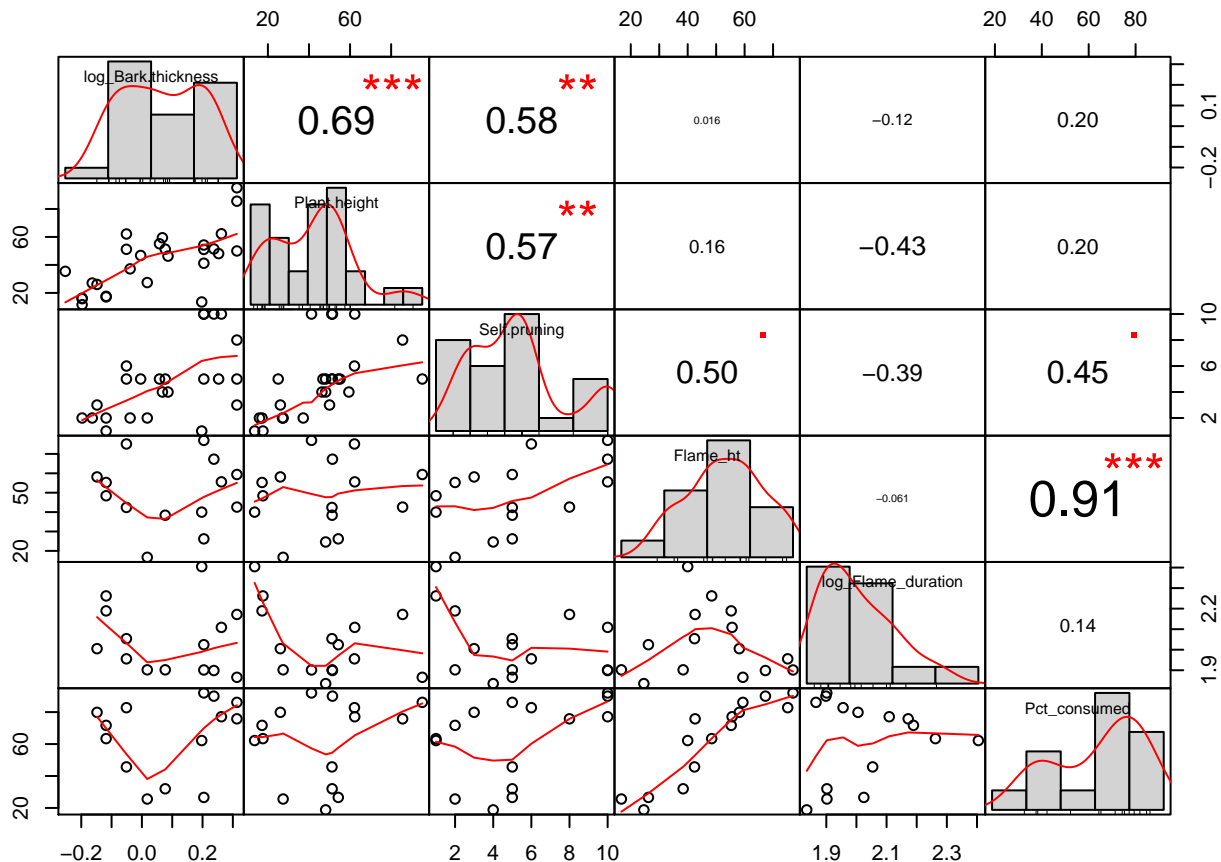 20 60
20 40 60
20 40 60 80
log_Bark.thickness
***
0.69
**
0.58
0.016
−0.12
0.20
−0.2 0.1
20 60
Plant.height
**
0.57
0.16
−0.43
0.20
Self.pruning
.
0.50
−0.39
.
0.45
2 6 10
20 50
Flame_ht
−0.061
***
0.91
log_Flame_duration
0.14
1.9 2.2
20 60
Pct_consumed
−0.2 0.0 0.2
2 4 6 8 10
1.9 2.1 2.3